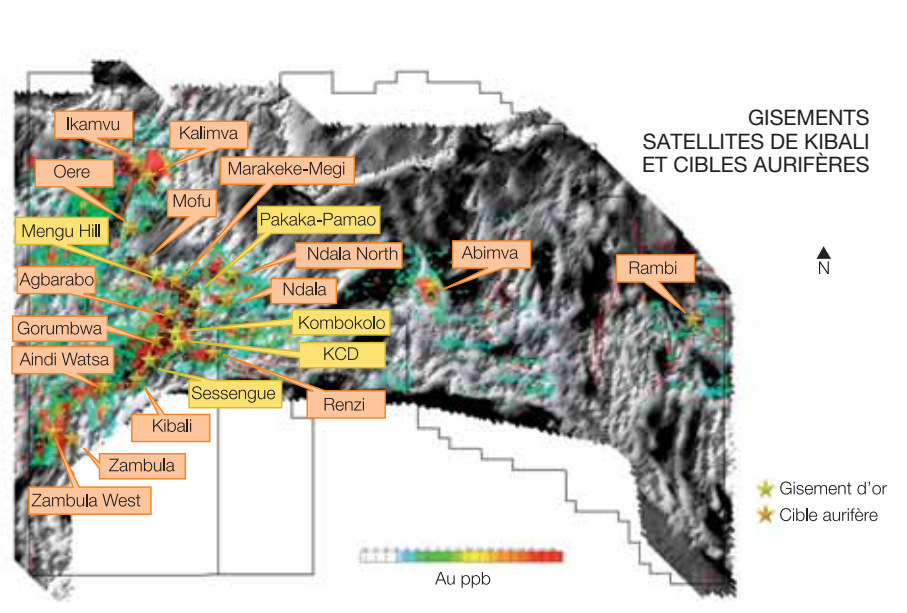 GISEMENTS
SATELLITES DE KIBALI
ET CIBLES AURIFÈRES
Ikamvu
Kalimva
Oere
Marakeke-Megi
Mofu
Mengu Hill
Pakaka-Pamao
Ndala North
Abimva
Rambi
N
Agbarabo
Ndala
Gorumbwa
Kombokolo
Aindi Watsa
KCD
Sessengue
Renzi
Kibali
Zambula
Zambula West
Gisement d'or
Cible aurifère
Au ppb